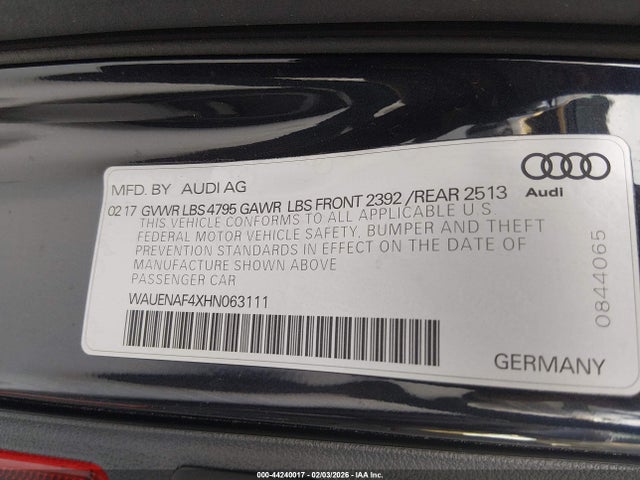 MFD. BY AUDI AG
Audi
02 17 GVWR LBS 4795 GAWR LBS FRONT 2392 /REAR 2513
THIS VEHICLE CONFORMS TO ALL APPLICABLE U.S.
FEDERAL MOTOR VEHICLE SAFETY, BUMPER AND THEFT
PREVENTION STANDARDS IN EFFECT ON THE DATE OF
MANUFACTURE SHOWN ABOVE
PASSENGER CAR
WAUENAF4XHN063111
0844065
GERMANY
000-44240017 - 02/03/2026 - IAA Inc.